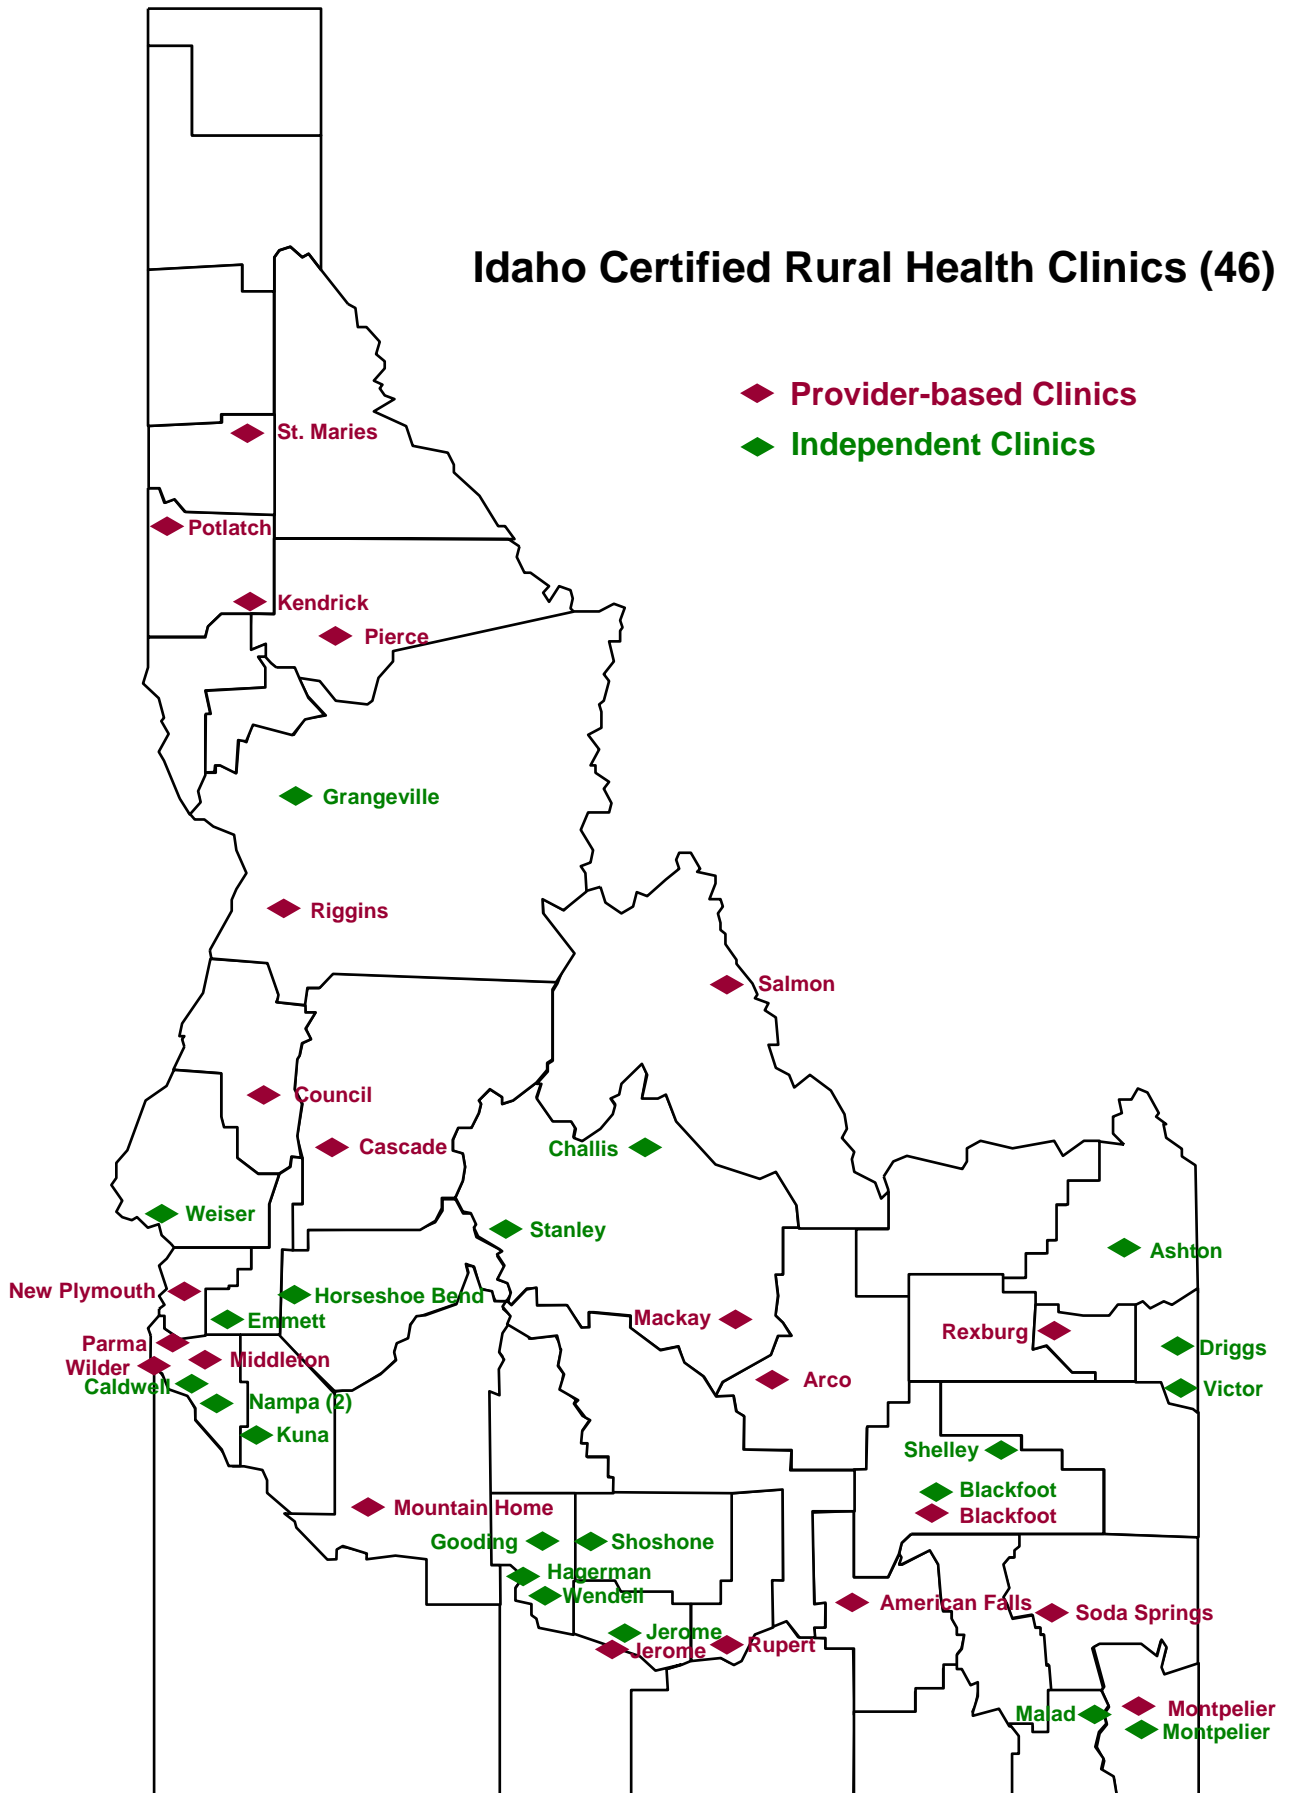 Idaho Certified Rural Health Clinics (46)
Provider-based Clinics
Independent Clinics
St. Maries
Potlatch
Kendrick
Pierce
Grangeville
Riggins
Salmon
Council
Cascade
Challis
Weiser
Stanley
Ashton
New Plymouth
Horseshoe Bend
Emmett
Mackay
Rexburg
Parma
Driggs
Middleton
Wilder
Caldwell
Arco
Victor
Nampa (2)
Kuna
Shelley
Blackfoot
Mountain Home
Blackfoot
Gooding
Shoshone
Hagerman
Wendell
American Falls
Soda Springs
Jerome
Jerome
Rupert
Montpelier
Malad
Montpelier